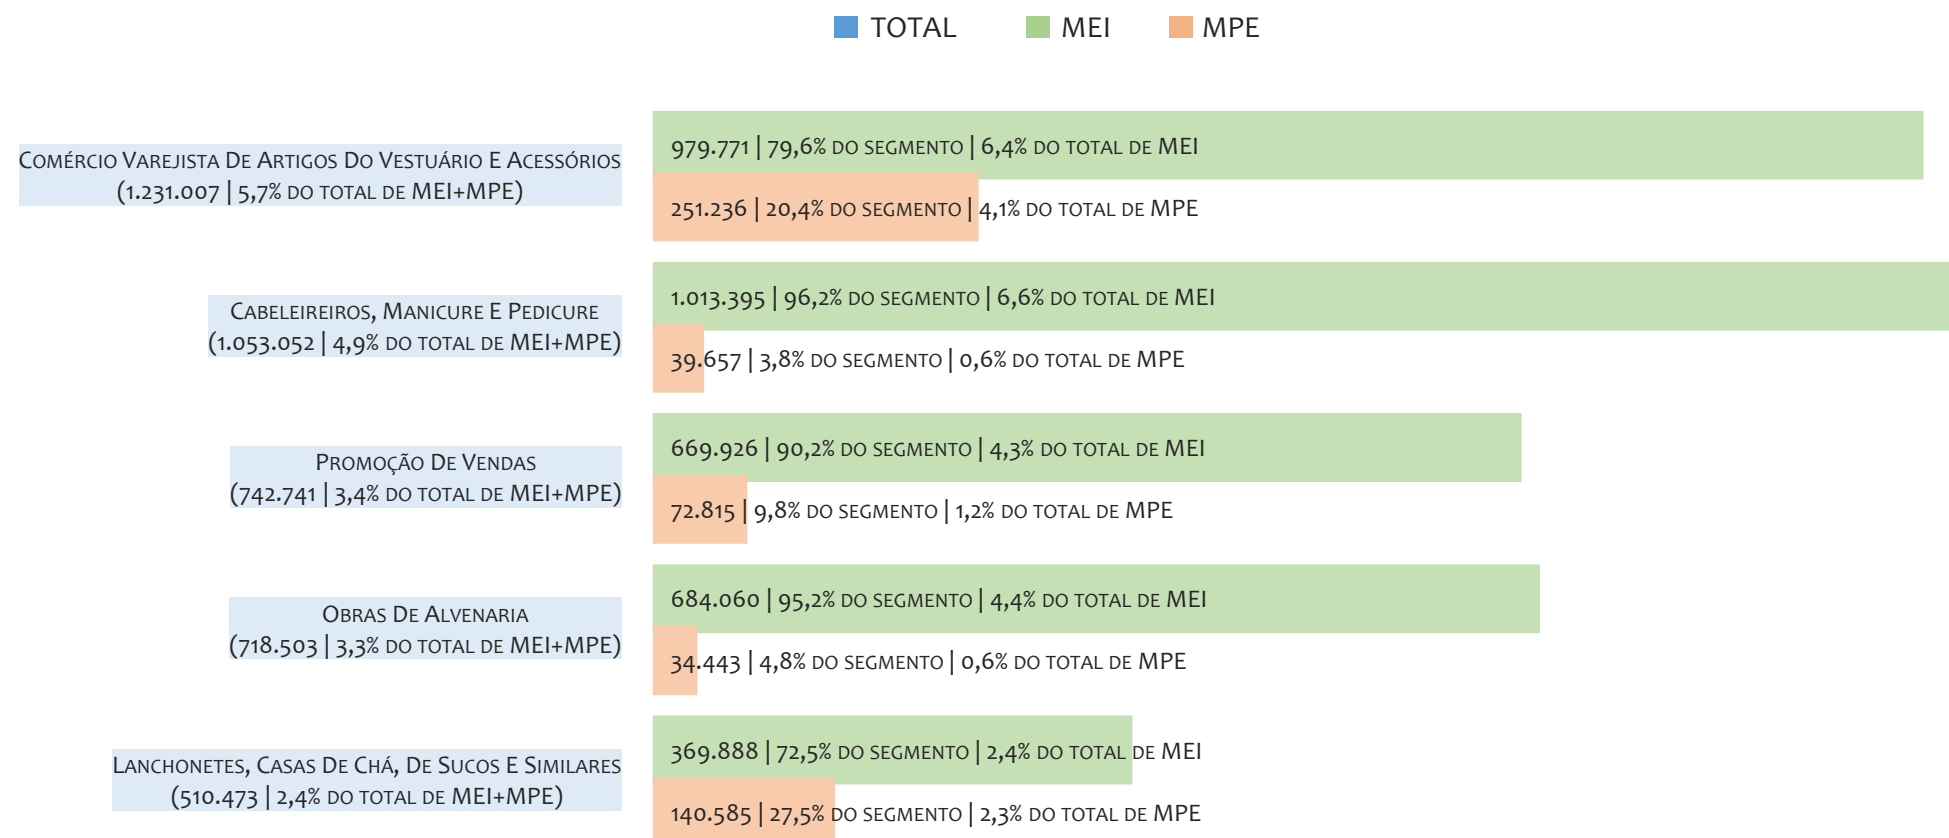 TOTAL MEI MPE
Comércio Varejista De Artigos Do Vestuário E Acessórios
(1.231.007 | 5,7% do total de MEI+MPE)
979.771 | 79,6% do segmento | 6,4% do total de MEI
251.236 | 20,4% do segmento | 4,1% do total de MPE
Cabeleireiros, Manicure E Pedicure
(1.053.052 | 4,9% do total de MEI+MPE)
1.013.395 | 96,2% do segmento | 6,6% do total de MEI
39.657 | 3,8% do segmento | 0,6% do total de MPE
Promoção De Vendas
(742.741 | 3,4% do total de MEI+MPE)
669.926 | 90,2% do segmento | 4,3% do total de MEI
72.815 | 9,8% do segmento | 1,2% do total de MPE
Obras De Alvenaria
(718.503 | 3,3% do total de MEI+MPE)
684.060 | 95,2% do segmento | 4,4% do total de MEI
34.443 | 4,8% do segmento | 0,6% do total de MPE
Lanchonetes, Casas De Chá, De Sucos E Similares
(510.473 | 2,4% do total de MEI+MPE)
369.888 | 72,5% do segmento | 2,4% do total de MEI
140.585 | 27,5% do segmento | 2,3% do total de MPE